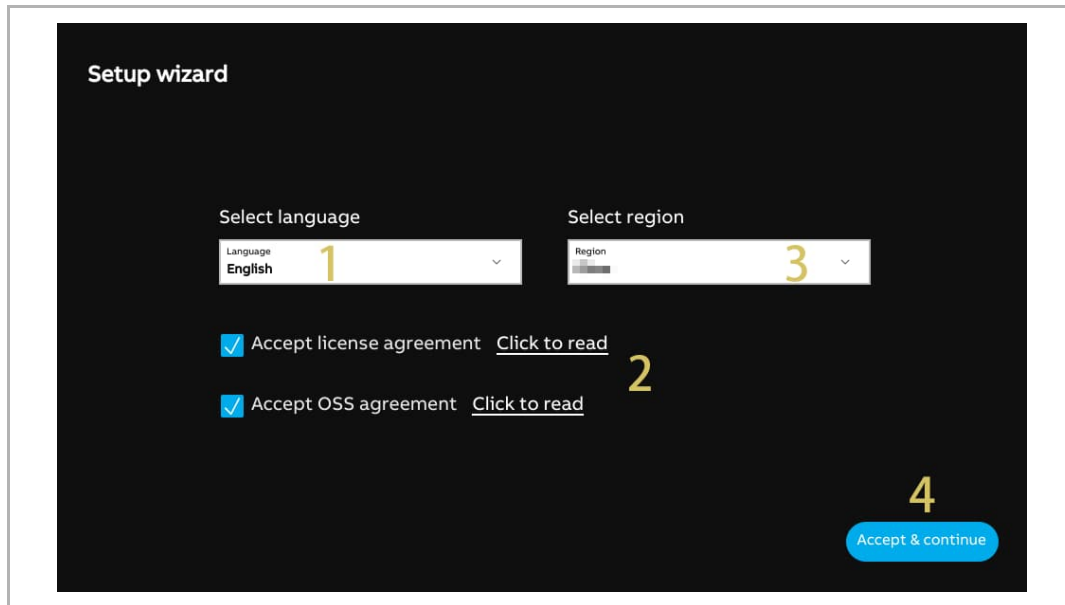 Setup wizard
Select language
Select region
Language
English
1
Region
3
Accept license agreement Click to read
2
Accept OSS agreement Click to read
4
Accept & continue